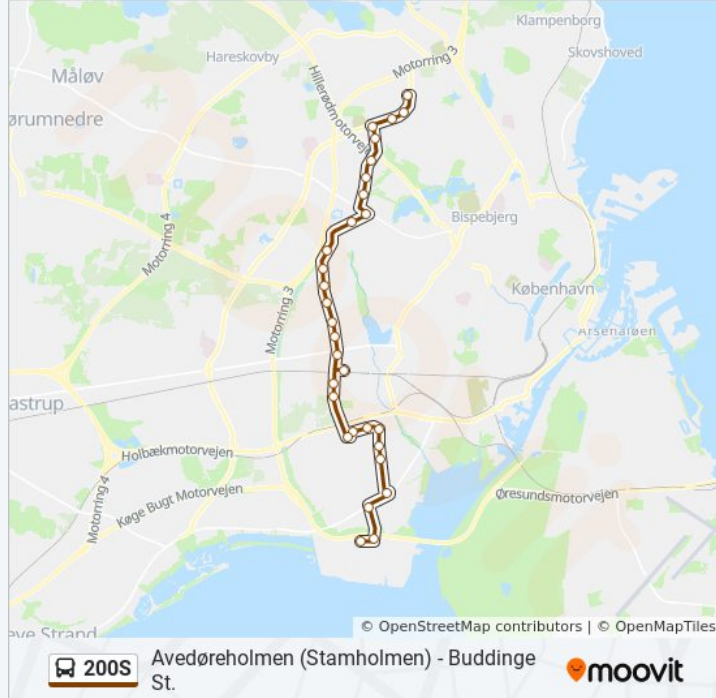 Klampenborg
Motorring 3
Skovshoved
Hareskovby
Måløv
Hillerødmotorvej
ørumnedre
Bispebjerg
Motorring 4
København
Motorring 3
Arsenaløen
astrup
Holbækmotorvejen
Motorring 4
Køge Bugt Motorvejen
Øresundsmotorvejen
eve Strand
© OpenStreetMap contributors | © OpenMapTiles
200S
Avedøreholmen (Stamholmen) - Buddinge
St.
moovit